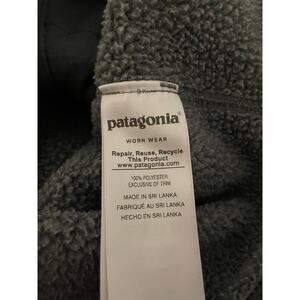 patagonia®
WORN WEAR
Repair, Reuse, Recycle
This Product
www.patagonia.com
100% POLYESTER
EXCLUSIVE OF TRIM
MADE IN SRI LANKA
FABRIQUÉ AU SRI LANKA
HECHO EN SRI LANKA